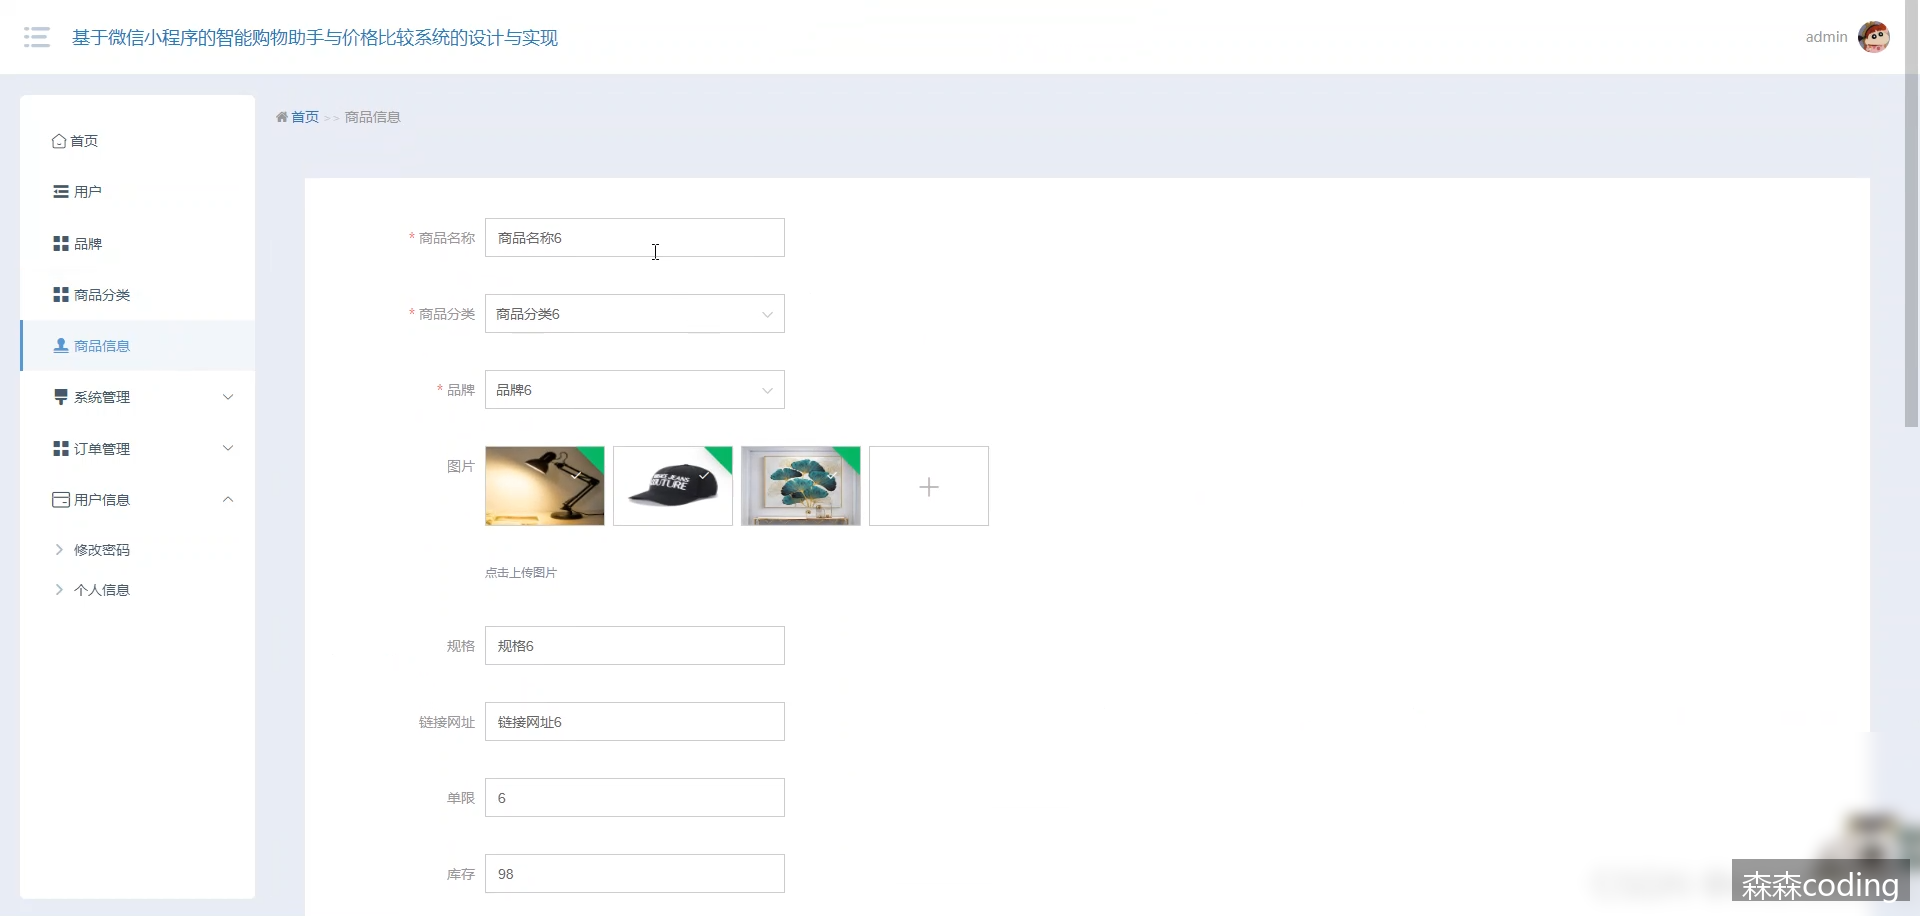 基于微信小程序的智能购物助手与价格比较系统的设计与实现
admin
首页
用户
品牌
商品分类
商品信息
系统管理
订单管理
用户信息
修改密码
个人信息
首页 >> 商品信息
* 商品名称 商品名称6
* 商品分类 商品分类6
* 品牌 品牌6
图片
JEANS
COUTURE
点击上传图片
规格 规格6
链接网址 链接网址6
单限 6
库存 98
森森coding